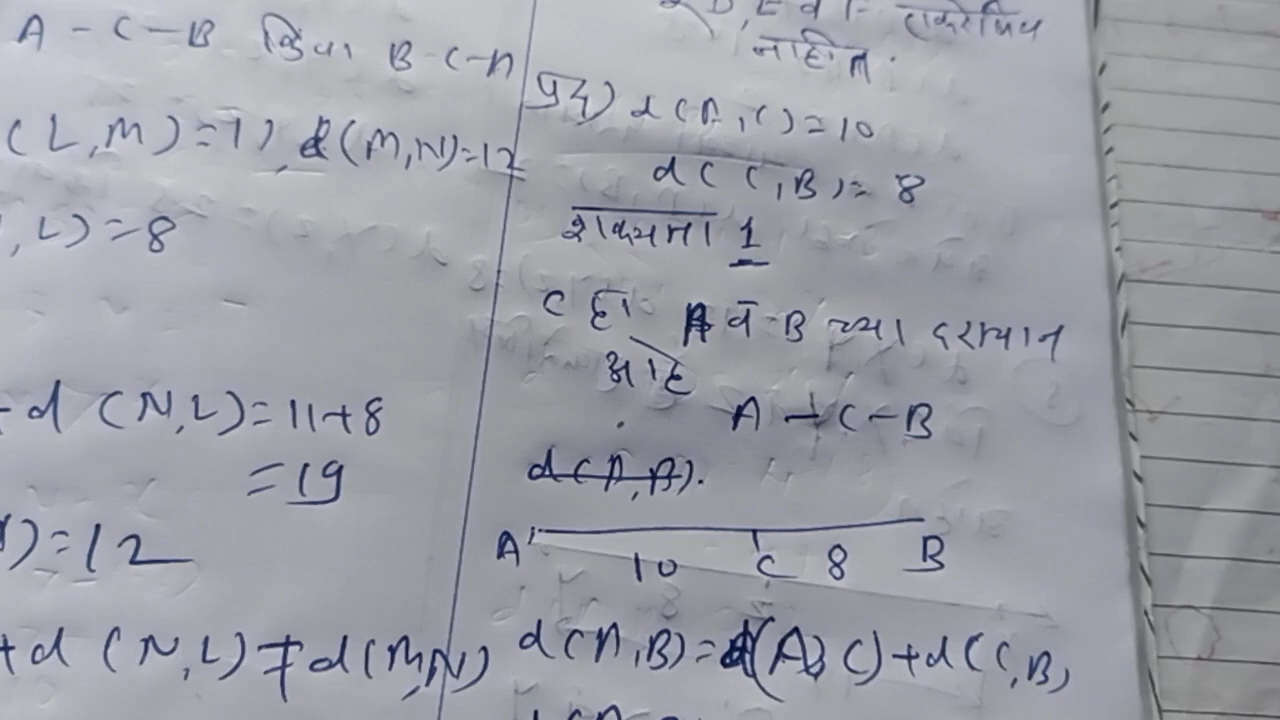 A - C - B किंवा B-C-A
(L,M)=11, d(M,N)=12
, L)=8
d (N,L)=11+8
=19
)=12
+d (N,L) ≠ d(M,N)
नाहीत.
प्र4) d(A,C)=10
d(C,B)=8
शक्यता 1
C हा A व B च्या दरम्यान
आहे
A - C - B
d(A,B).
A 10 C 8 B
d(A,B)=d(A,C)+d(C,B)